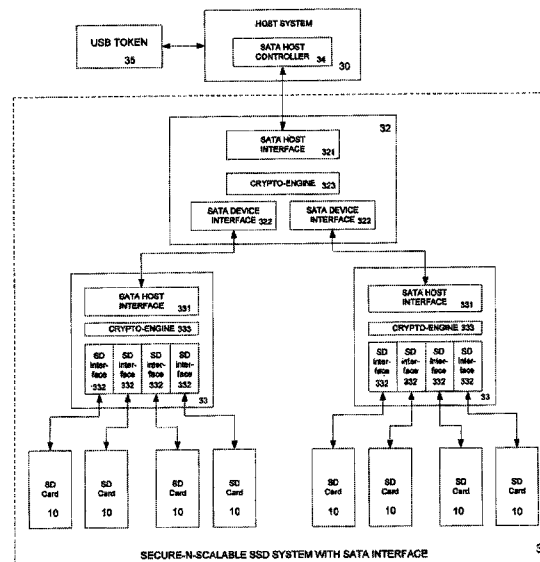 HOST SYSTEM
USB TOKEN
35
SATA HOST
CONTROLLER 34
30
32
SATA HOST
INTERFACE 321
CRYPTO-ENGINE 323
SATA DEVICE
INTERFACE 322
SATA DEVICE
INTERFACE 322
SATA HOST
INTERFACE 331
CRYPTO-ENGINE 333
SD SD SD SD
Inter- Inter- Inter- Inter-
face face face face
332 332 332 332
33
SATA HOST
INTERFACE 331
CRYPTO-ENGINE 333
SD SD SD SD
Inter- Inter- Inter- Inter-
face face face face
332 332 332 332
33
SD SD SD SD SD SD SD SD
Card Card Card Card Card Card Card Card
10 10 10 10 10 10 10 10
SECURE-N-SCALABLE SSD SYSTEM WITH SATA INTERFACE